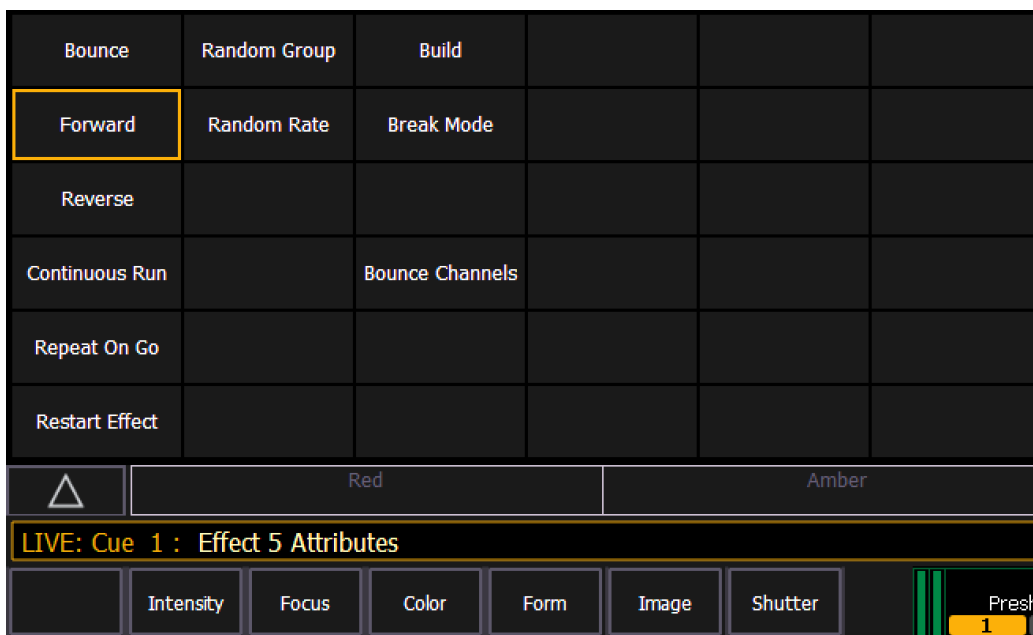 Bounce Random Group Build
Forward Random Rate Break Mode
Reverse
Continuous Run Bounce Channels
Repeat On Go
Restart Effect
Red Amber
LIVE: Cue 1 : Effect 5 Attributes
Intensity Focus Color Form Image Shutter Presh
1